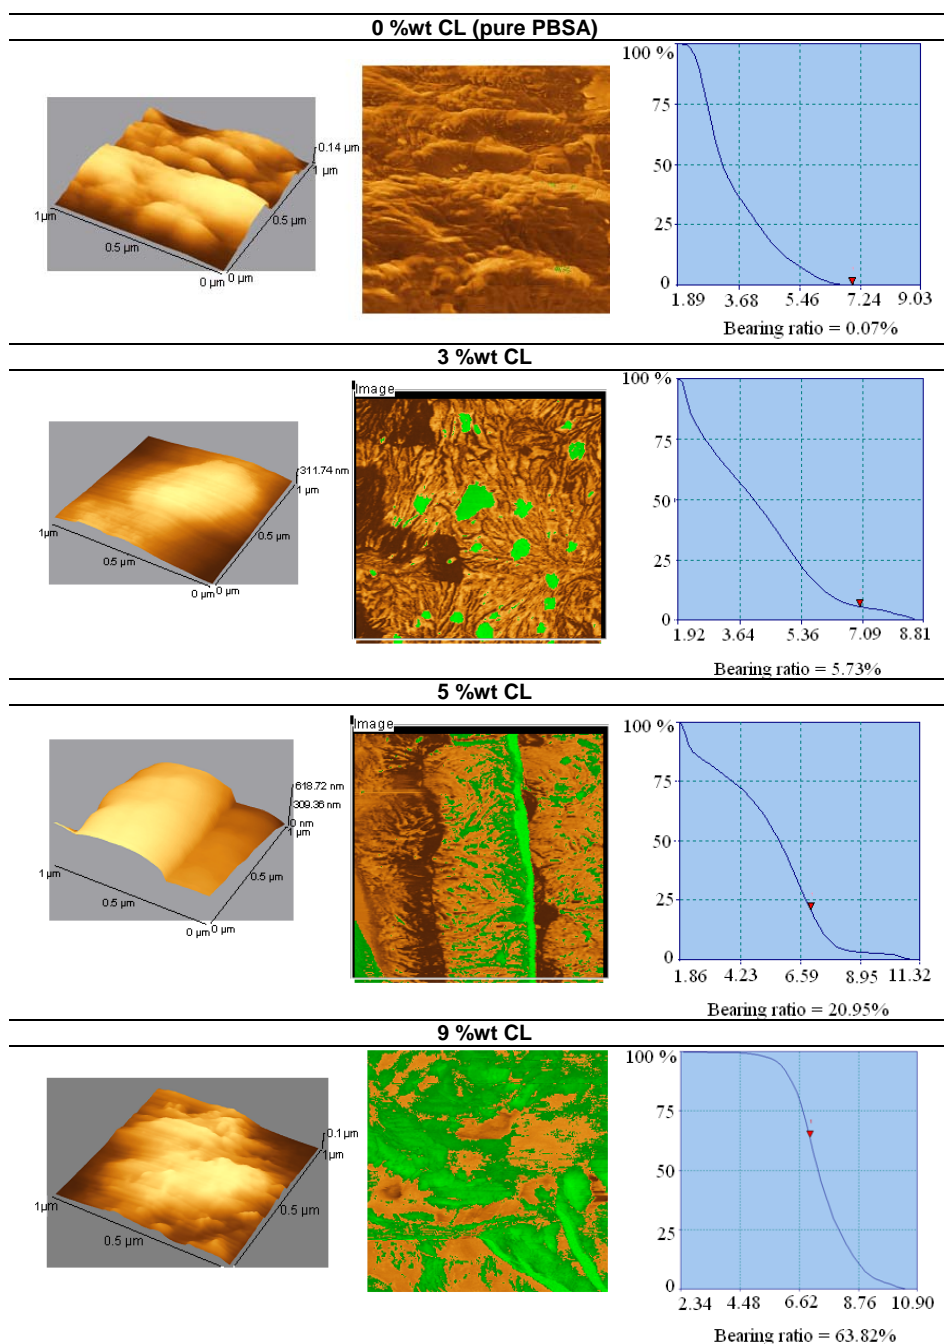 0 %wt CL (pure PBSA)
0.14 µm
1 µm
0.5 µm
0 µm
1µm
0.5 µm
0 µm
100 %
75
50
25
0
1.89 3.68 5.46 7.24 9.03
Bearing ratio = 0.07%
3 %wt CL
311.74 nm
1 µm
0.5 µm
0 µm
1µm
0.5 µm
0 µm
Image
100 %
75
50
25
0
1.92 3.64 5.36 7.09 8.81
Bearing ratio = 5.73%
5 %wt CL
618.72 nm
309.36 nm
0 nm
1 µm
0.5 µm
0 µm
1µm
0.5 µm
0 µm
Image
100 %
75
50
25
0
1.86 4.23 6.59 8.95 11.32
Bearing ratio = 20.95%
9 %wt CL
0.1µm
1µm
0.5 µm
0 µm
1µm
0.5 µm
0 µm
100 %
75
50
25
0
2.34 4.48 6.62 8.76 10.90
Bearing ratio = 63.82%